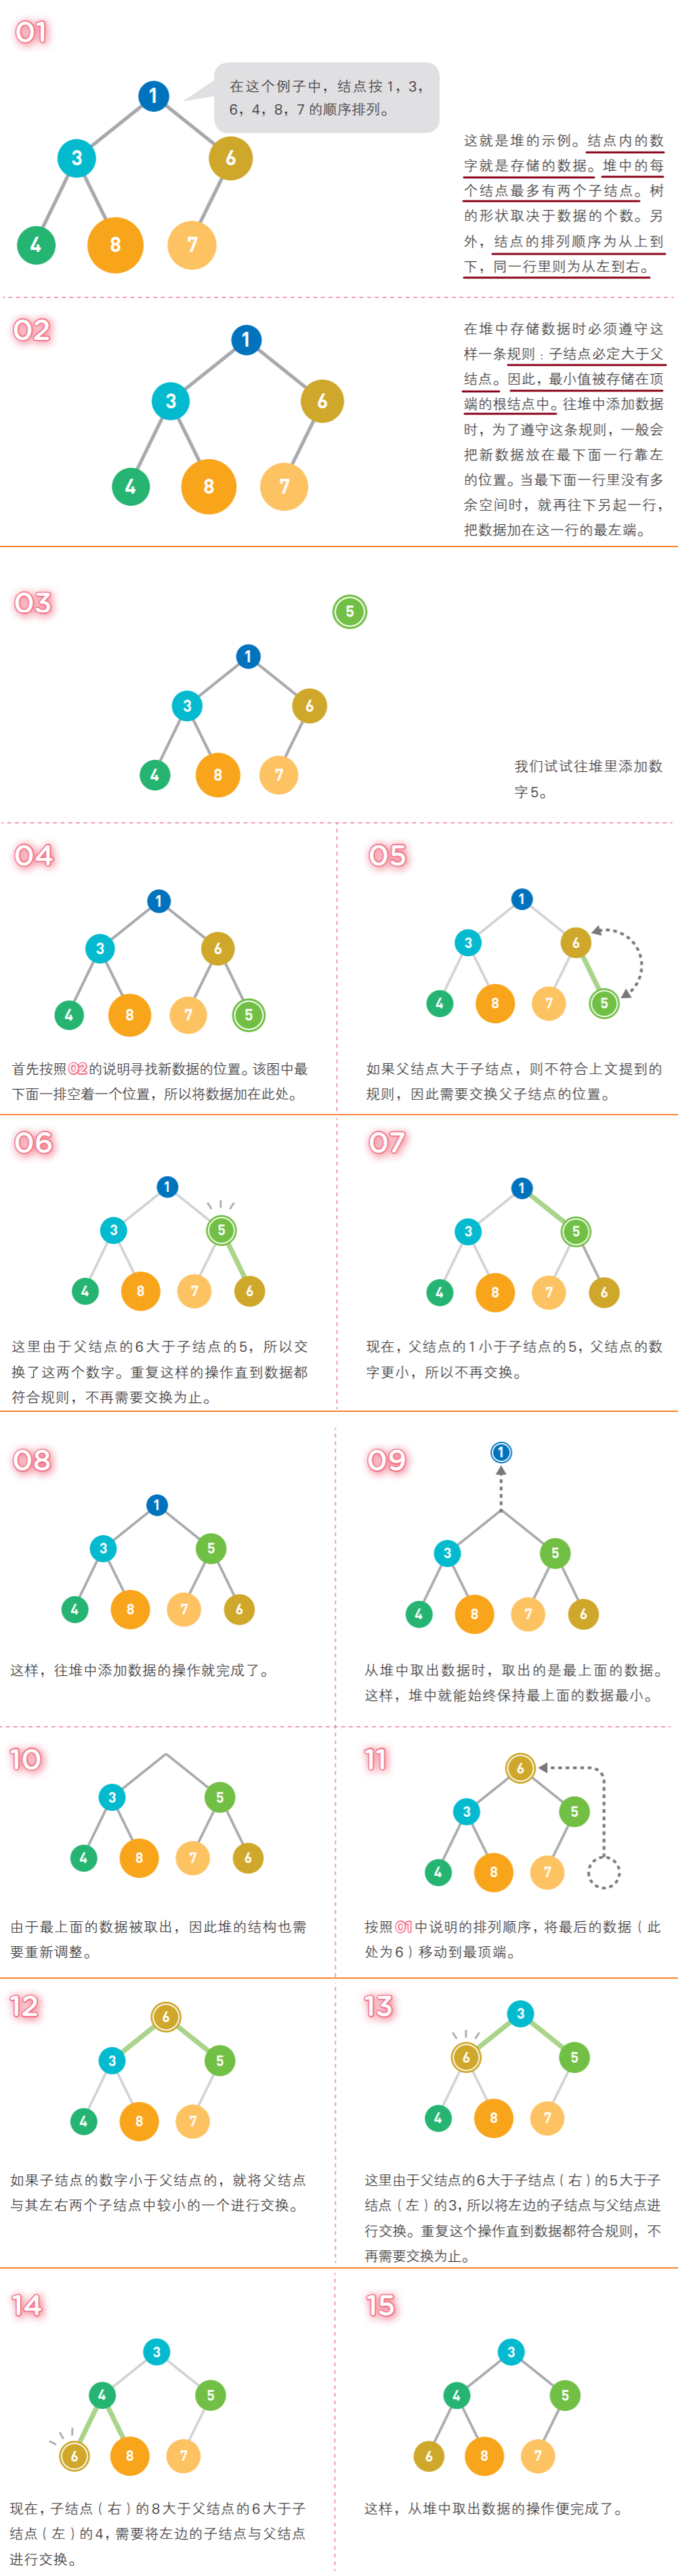 01
在这个例子中，结点按 1，3，
6，4，8，7 的顺序排列。
1
3
6
4
8
7
这就是堆的示例。结点内的数
字就是存储的数据。堆中的每
个结点最多有两个子结点。树
的形状取决于数据的个数。另
外，结点的排列顺序为从上到
下，同一行里则为从左到右。
02
1
3
6
4
8
7
在堆中存储数据时必须遵守这
样一条规则：子结点必定大于父
结点。因此，最小值被存储在顶
端的根结点中。往堆中添加数据
时，为了遵守这条规则，一般会
把新数据放在最下面一行靠左
的位置。当最下面一行里没有多
余空间时，就再往下另起一行，
把数据加在这一行的最左端。
03
5
1
3
6
4
8
7
我们试试往堆里添加数
字 5。
04
1
3
6
4
8
7
5
首先按照02的说明寻找新数据的位置。该图中最
下面一排空着一个位置，所以将数据加在此处。
05
1
3
6
4
8
7
5
如果父结点大于子结点，则不符合上文提到的
规则，因此需要交换父子结点的位置。
06
1
3
5
4
8
7
6
这里由于父结点的 6 大于子结点的 5，所以交
换了这两个数字。重复这样的操作直到数据都
符合规则，不再需要交换为止。
07
1
3
5
4
8
7
6
现在，父结点的 1 小于子结点的 5，父结点的数
字更小，所以不再交换。
08
1
3
5
4
8
7
6
这样，往堆中添加数据的操作就完成了。
09
1
3
5
4
8
7
6
从堆中取出数据时，取出的是最上面的数据。
这样，堆中就能始终保持最上面的数据最小。
10
3
5
4
8
7
6
由于最上面的数据被取出，因此堆的结构也需
要重新调整。
11
6
3
5
4
8
7
按照01中说明的排列顺序，将最后的数据（此
处为 6）移动到最顶端。
12
6
3
5
4
8
7
如果子结点的数字小于父结点的，就将父结点
与其左右两个子结点中较小的一个进行交换。
13
3
6
5
4
8
7
这里由于父结点的 6 大于子结点（右）的 5 大于子
结点（左）的 3，所以将左边的子结点与父结点进
行交换。重复这个操作直到数据都符合规则，不
再需要交换为止。
14
3
4
5
6
8
7
现在，子结点（右）的 8 大于父结点的 6 大于子
结点（左）的 4，需要将左边的子结点与父结点
进行交换。
15
3
4
5
6
8
7
这样，从堆中取出数据的操作便完成了。